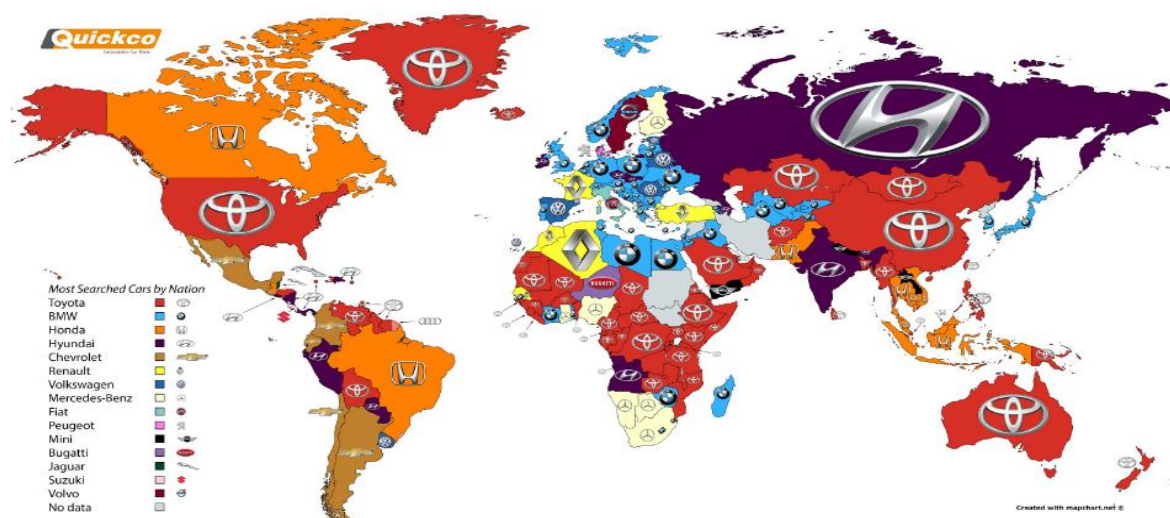 Quickco
BUGATTI
Most Searched Cars by Nation
Toyota
BMW
Honda
Hyundai
Chevrolet
Renault
Volkswagen
Mercedes-Benz
Fiat
Peugeot
Mini
Bugatti
Jaguar
Suzuki
Volvo
No data
Created with mapchart.net ©